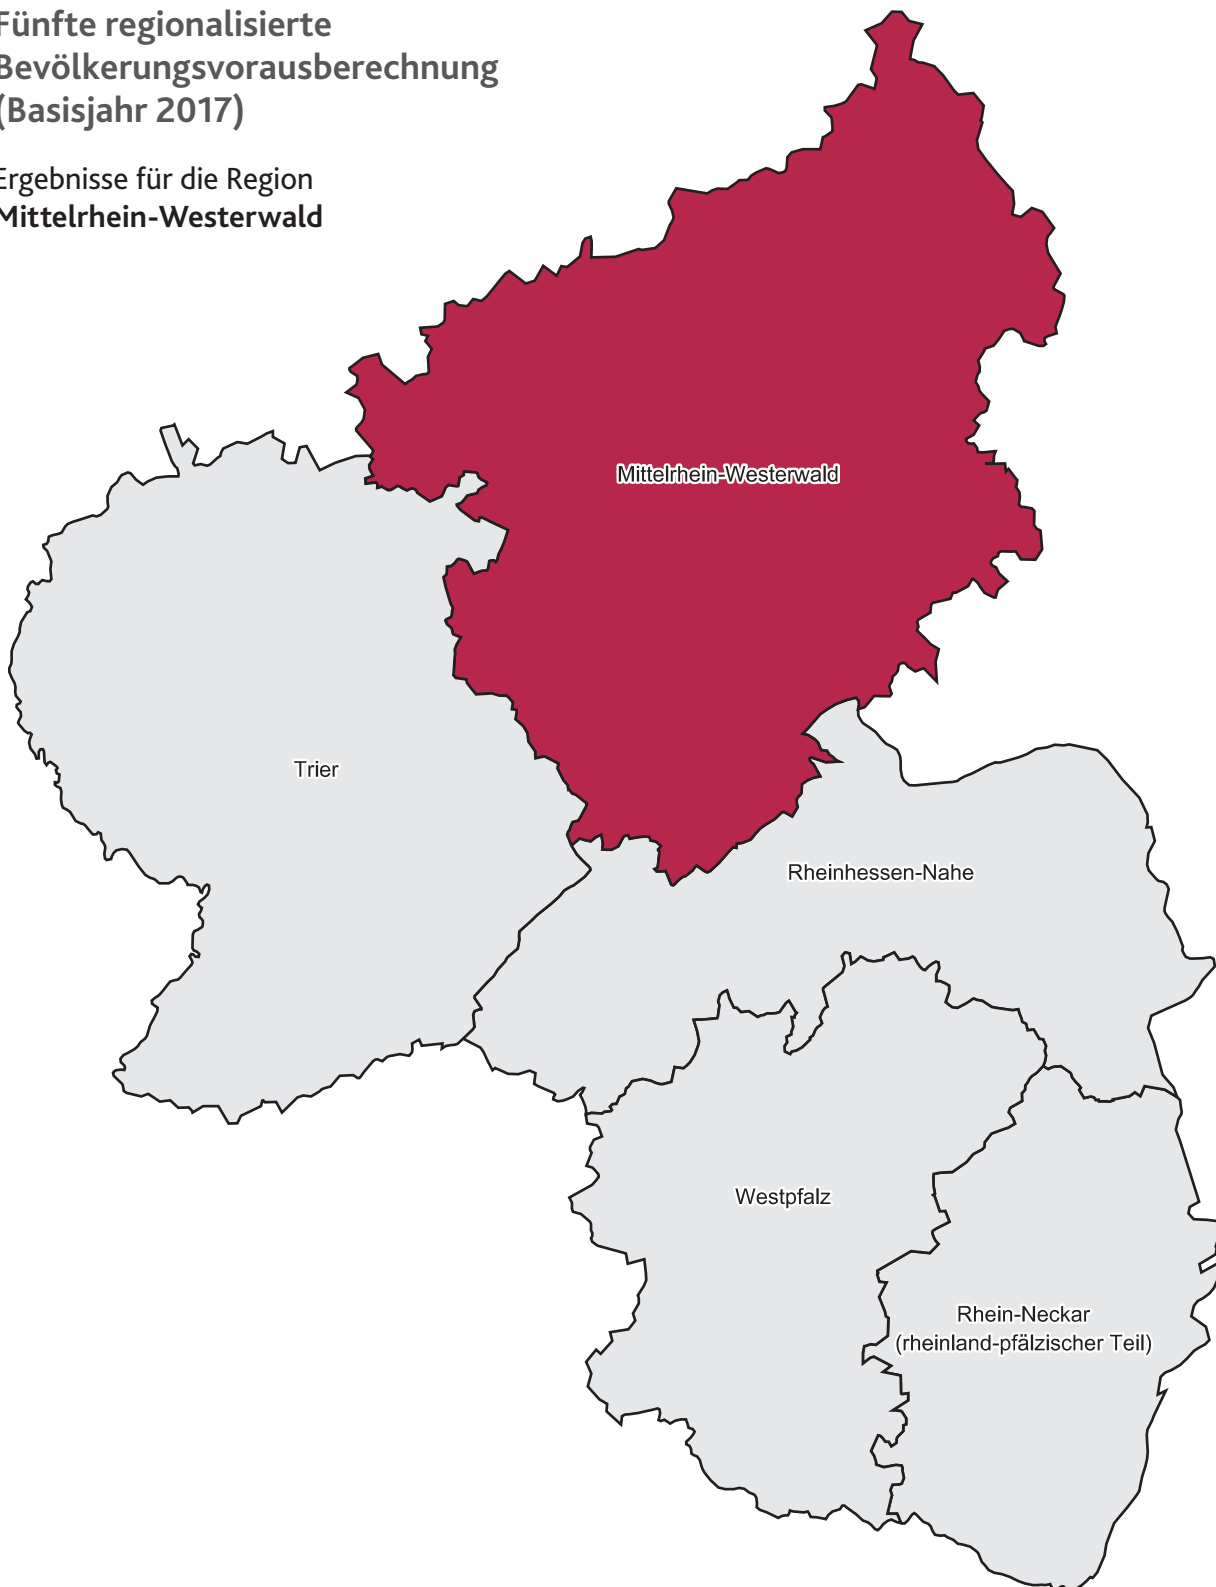 Fünfte regionalisierte
Bevölkerungsvorausberechnung
(Basisjahr 2017)
Ergebnisse für die Region
Mittelrhein-Westerwald
Mittelrhein-Westerwald
Trier
Rheinhessen-Nahe
Westpfalz
Rhein-Neckar
(rheinland-pfälzischer Teil)